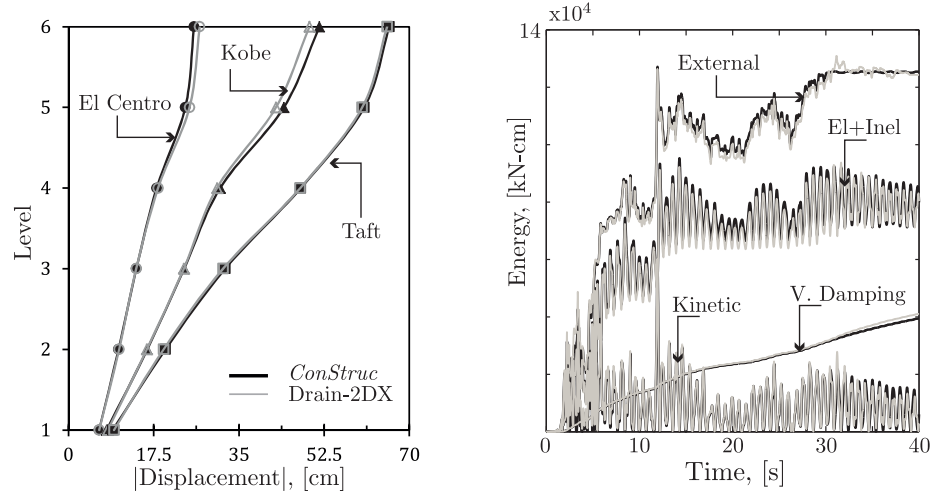 6
5
4
3
2
1
Level
0
17.5
35
52.5
70
|Displacement|, [cm]
El Centro
Kobe
Taft
ConStruc
Drain-2DX
x10⁴
14
Energy, [kN-cm]
External
El+Inel
Kinetic
V. Damping
0
10
20
30
40
Time, [s]